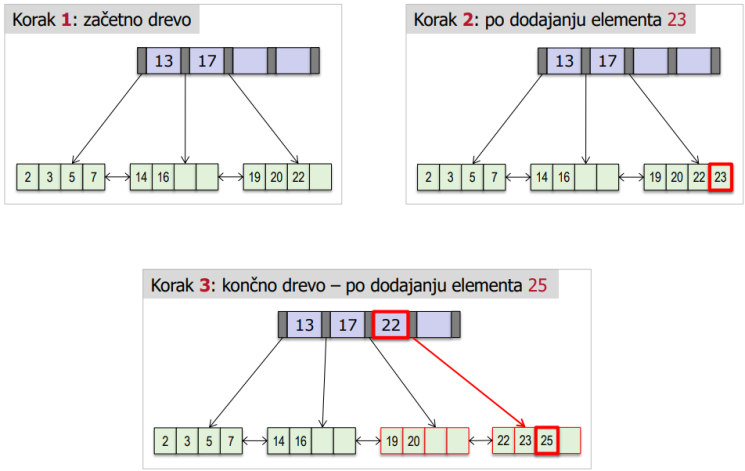 Korak 1: začetno drevo
13 17
2 3 5 7 14 16 19 20 22
Korak 2: po dodajanju elementa 23
13 17
2 3 5 7 14 16 19 20 22 23
Korak 3: končno drevo – po dodajanju elementa 25
13 17 22
2 3 5 7 14 16 19 20 22 23 25